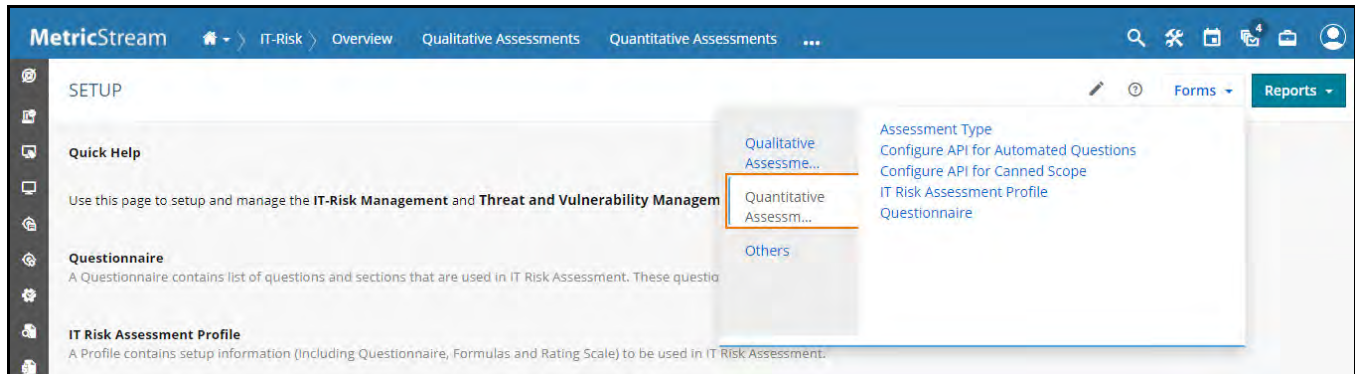 MetricStream IT-Risk Overview Qualitative Assessments Quantitative Assessments ... 4
SETUP Forms Reports
Quick Help
Use this page to setup and manage the IT-Risk Management and Threat and Vulnerability Managem
Questionnaire
A Questionnaire contains list of questions and sections that are used in IT Risk Assessment. These questio
IT Risk Assessment Profile
A Profile contains setup information (Including Questionnaire, Formulas and Rating Scale) to be used in IT Risk Assessment.
Qualitative
Assessme...
Quantitative
Assessm...
Others
Assessment Type
Configure API for Automated Questions
Configure API for Canned Scope
IT Risk Assessment Profile
Questionnaire